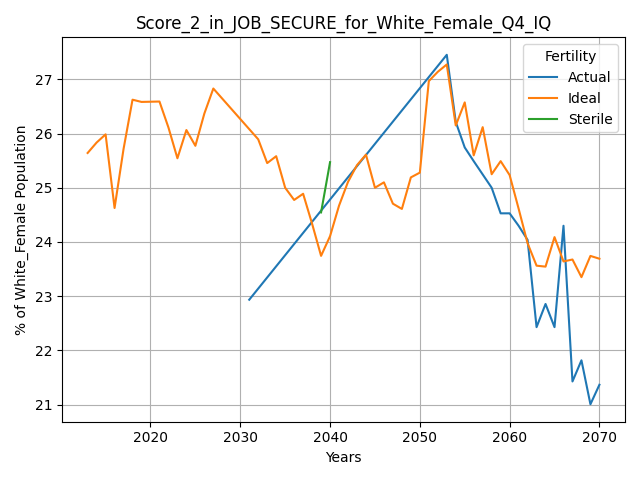 Score_2_in_JOB_SECURE_for_White_Female_Q4_IQ
% of White_Female Population
27
26
25
24
23
22
21
2020
2030
2040
2050
2060
2070
Years
Fertility
Actual
Ideal
Sterile